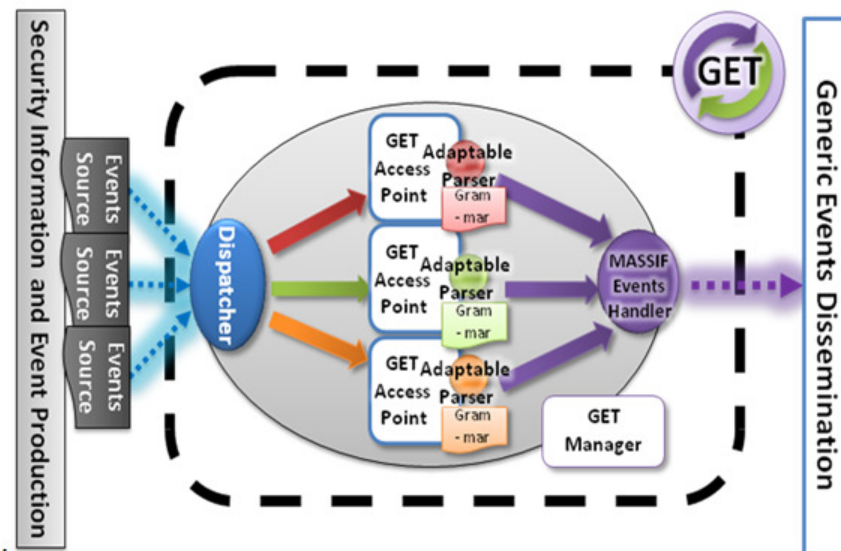 Security Information and Event Production
Events
Source
Events
Source
Events
Source
Dispatcher
GET
Access
Point
Adaptable
Parser
Gram
- mar
GET
Access
Point
Adaptable
Parser
Gram
- mar
GET
Access
Point
Adaptable
Parser
Gram
- mar
MASSIF
Events
Handler
GET
Manager
GET
Generic Events Dissemination